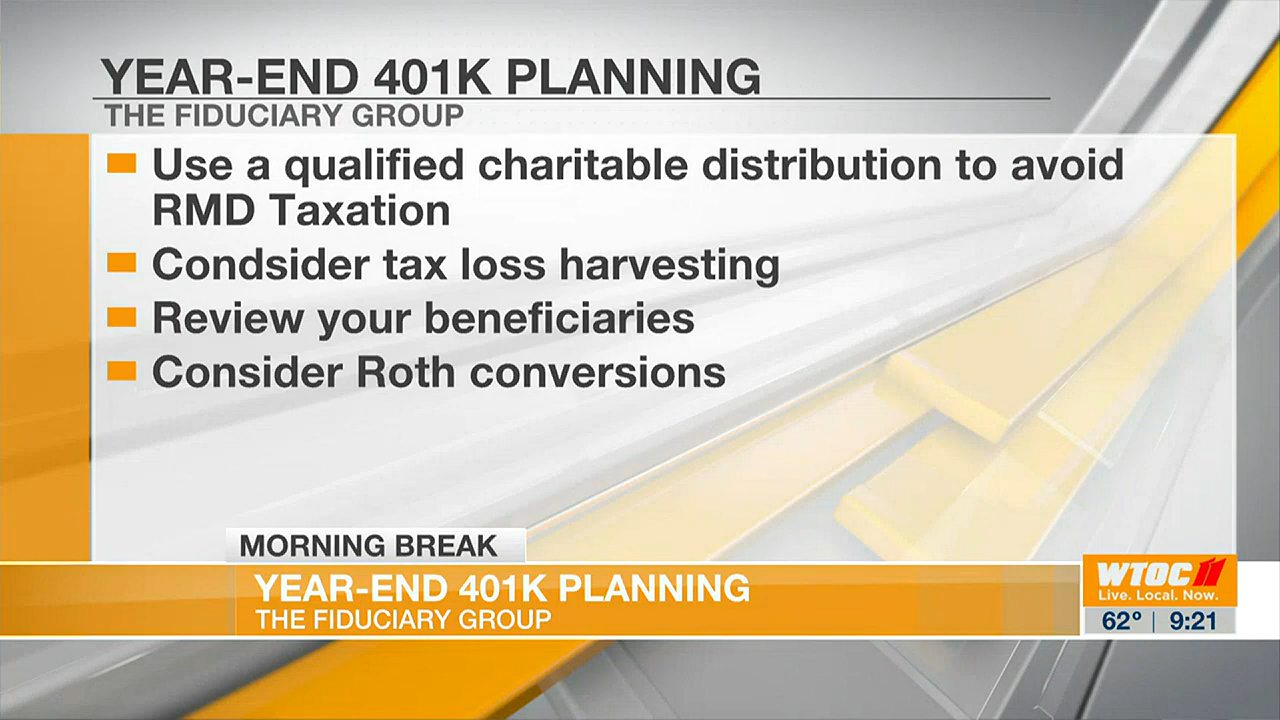 YEAR-END 401K PLANNING
THE FIDUCIARY GROUP
Use a qualified charitable distribution to avoid
RMD Taxation
Condsider tax loss harvesting
Review your beneficiaries
Consider Roth conversions
MORNING BREAK
YEAR-END 401K PLANNING
THE FIDUCIARY GROUP
WTOC 11
Live. Local. Now.
62° | 9:21